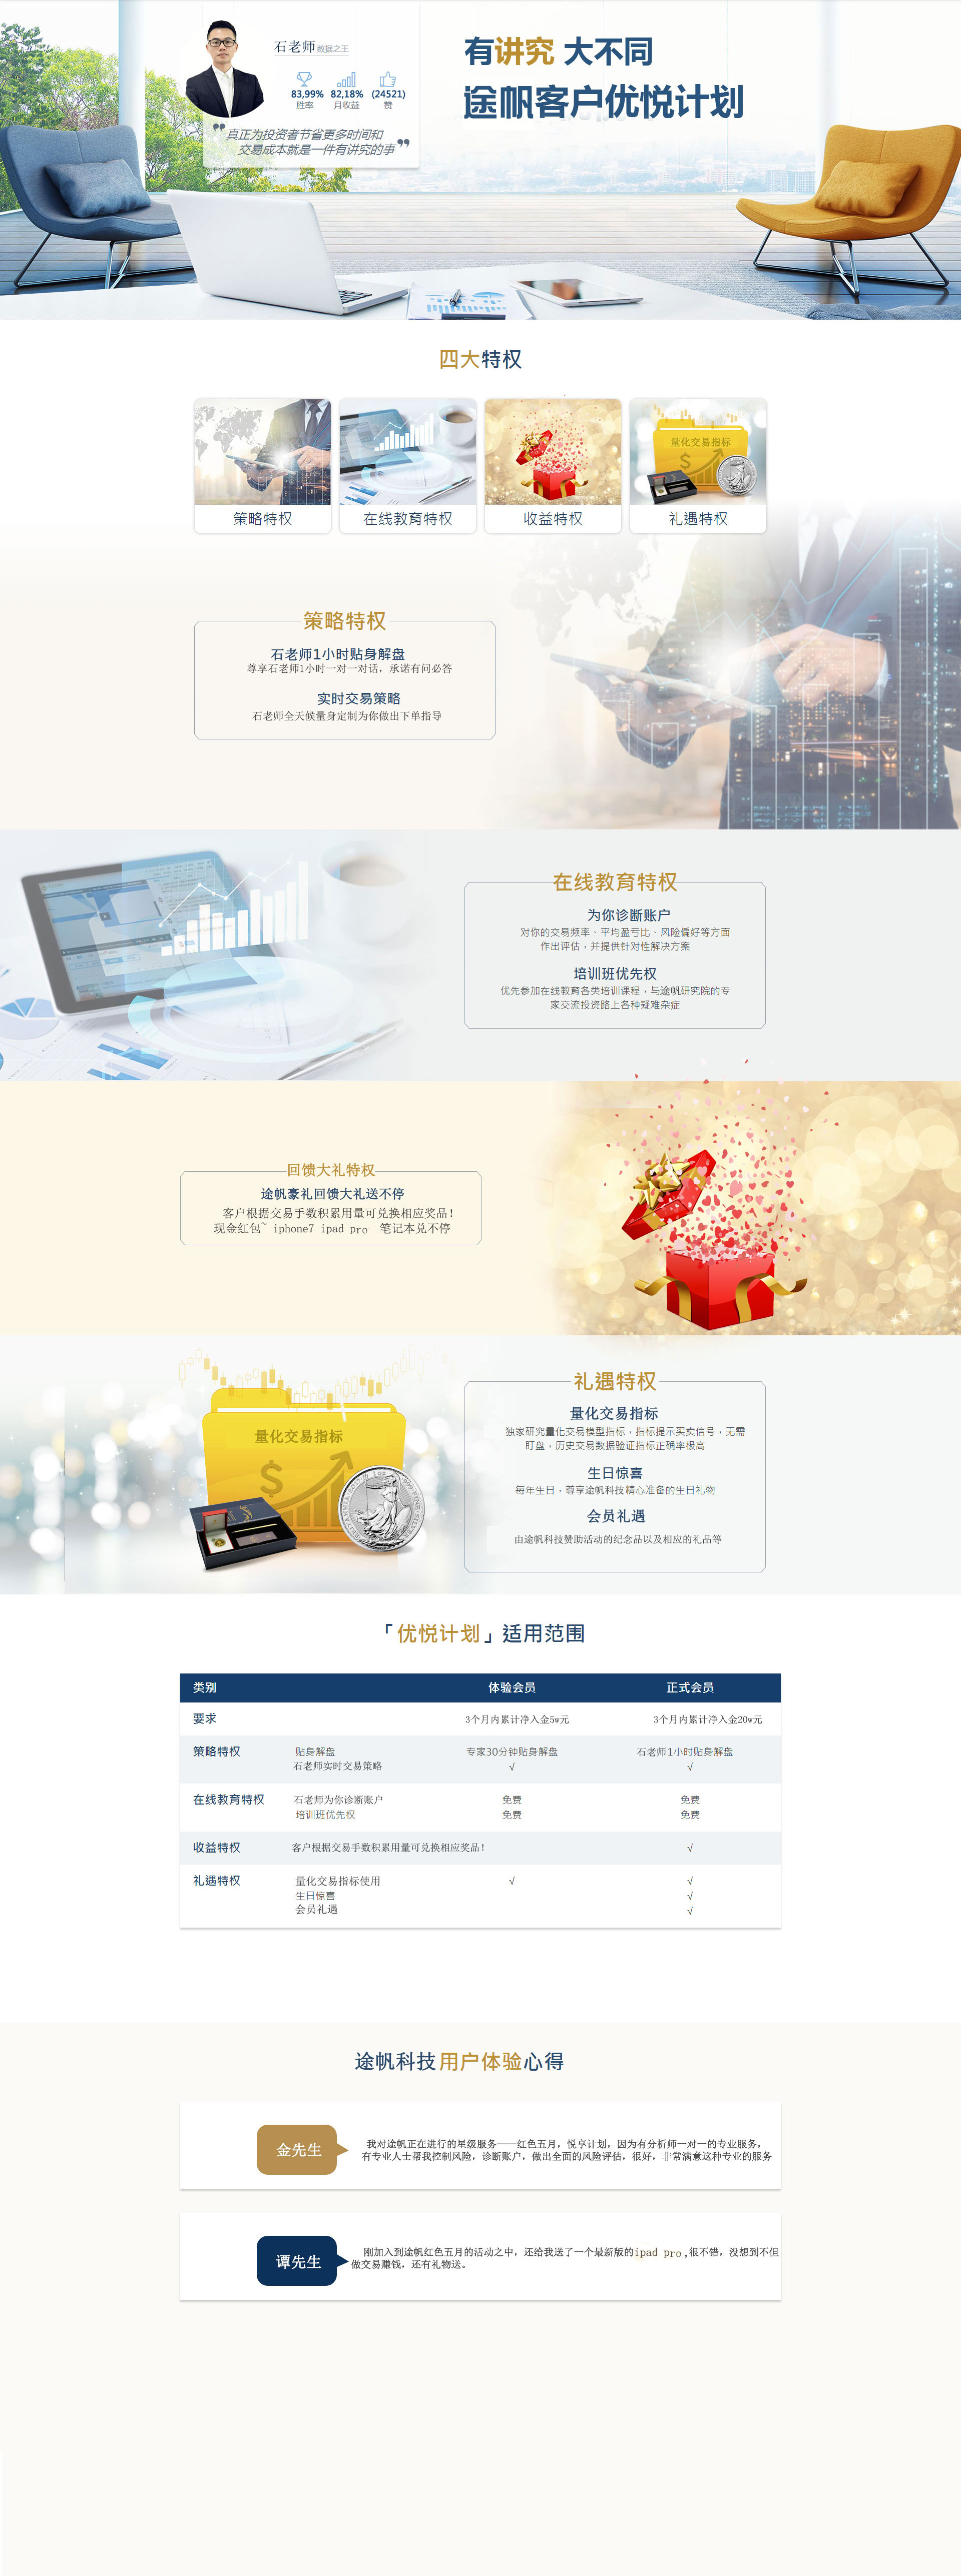 石老师 数据之王
83,99% 82,18% (24521)
胜率 月收益 赞
”真正为投资者节省更多时间和
交易成本就是一件有讲究的事”
有讲究 大不同
途帆客户优悦计划
四大特权
量化交易指标
策略特权 在线教育特权 收益特权 礼遇特权
策略特权
石老师1小时贴身解盘
尊享石老师1小时一对一对话，承诺有问必答
实时交易策略
石老师全天候量身定制为你做出下单指导
在线教育特权
为你诊断账户
对你的交易频率、平均盈亏比、风险偏好等方面
作出评估，并提供针对性解决方案
培训班优先权
优先参加在线教育各类培训课程，与途帆研究院的专
家交流投资路上各种疑难杂症
回馈大礼特权
途帆豪礼回馈大礼送不停
客户根据交易手数积累用量可兑换相应奖品！
现金红包~ iphone7 ipad pro 笔记本兑不停
量化交易指标
礼遇特权
量化交易指标
独家研究量化交易模型指标，指标提示买卖信号，无需
盯盘，历史交易数据验证指标正确率极高
生日惊喜
每年生日，尊享途帆科技精心准备的生日礼物
会员礼遇
由途帆科技赞助活动的纪念品以及相应的礼品等
「优悦计划」适用范围
类别 体验会员 正式会员
要求 3个月内累计净入金5w元 3个月内累计净入金20w元
策略特权 贴身解盘 专家30分钟贴身解盘 石老师1小时贴身解盘
石老师实时交易策略 √ √
在线教育特权 石老师为你诊断账户 免费 免费
培训班优先权 免费 免费
收益特权 客户根据交易手数积累用量可兑换相应奖品！ √
礼遇特权 量化交易指标使用 √ √
生日惊喜 √
会员礼遇 √
途帆科技用户体验心得
金先生
我对途帆正在进行的星级服务——红色五月，悦享计划，因为有分析师一对一的专业服务，
有专业人士帮我控制风险，诊断账户，做出全面的风险评估，很好，非常满意这种专业的服务
谭先生
刚加入到途帆红色五月的活动之中，还给我送了一个最新版的ipad pro,很不错，没想到不但
做交易赚钱，还有礼物送。